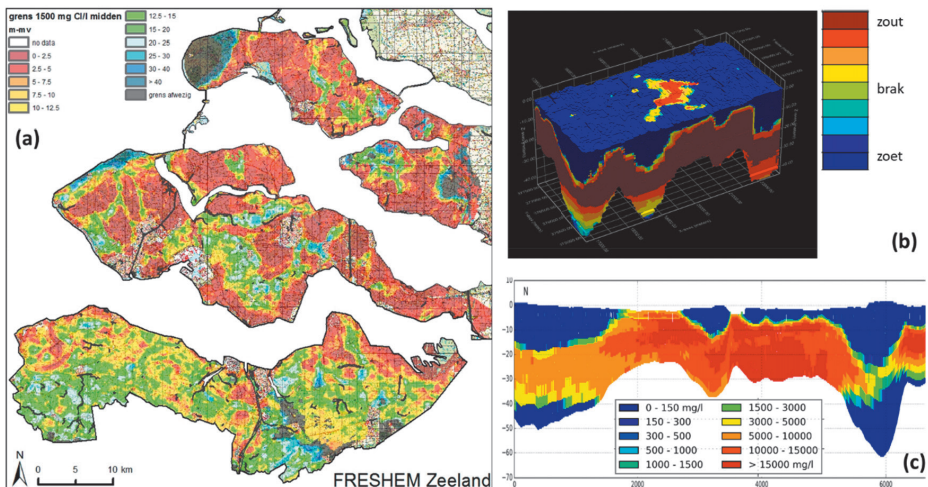 grens 1500 mg Cl/l midden
m-mv
no data
0 - 2.5
2.5 - 5
5 - 7.5
7.5 - 10
10 - 12.5
12.5 - 15
15 - 20
20 - 25
25 - 30
30 - 40
> 40
grens afwezig
(a)
N
0 5 10 km
FRESHEM Zeeland
zout
brak
zoet
(b)
10
0
−10
−20
−30
−40
−50
−60
−70
N
0 - 150 mg/l
150 - 300
300 - 500
500 - 1000
1000 - 1500
1500 - 3000
3000 - 5000
5000 - 10000
10000 - 15000
> 15000 mg/l
(c)
0 2000 4000 6000